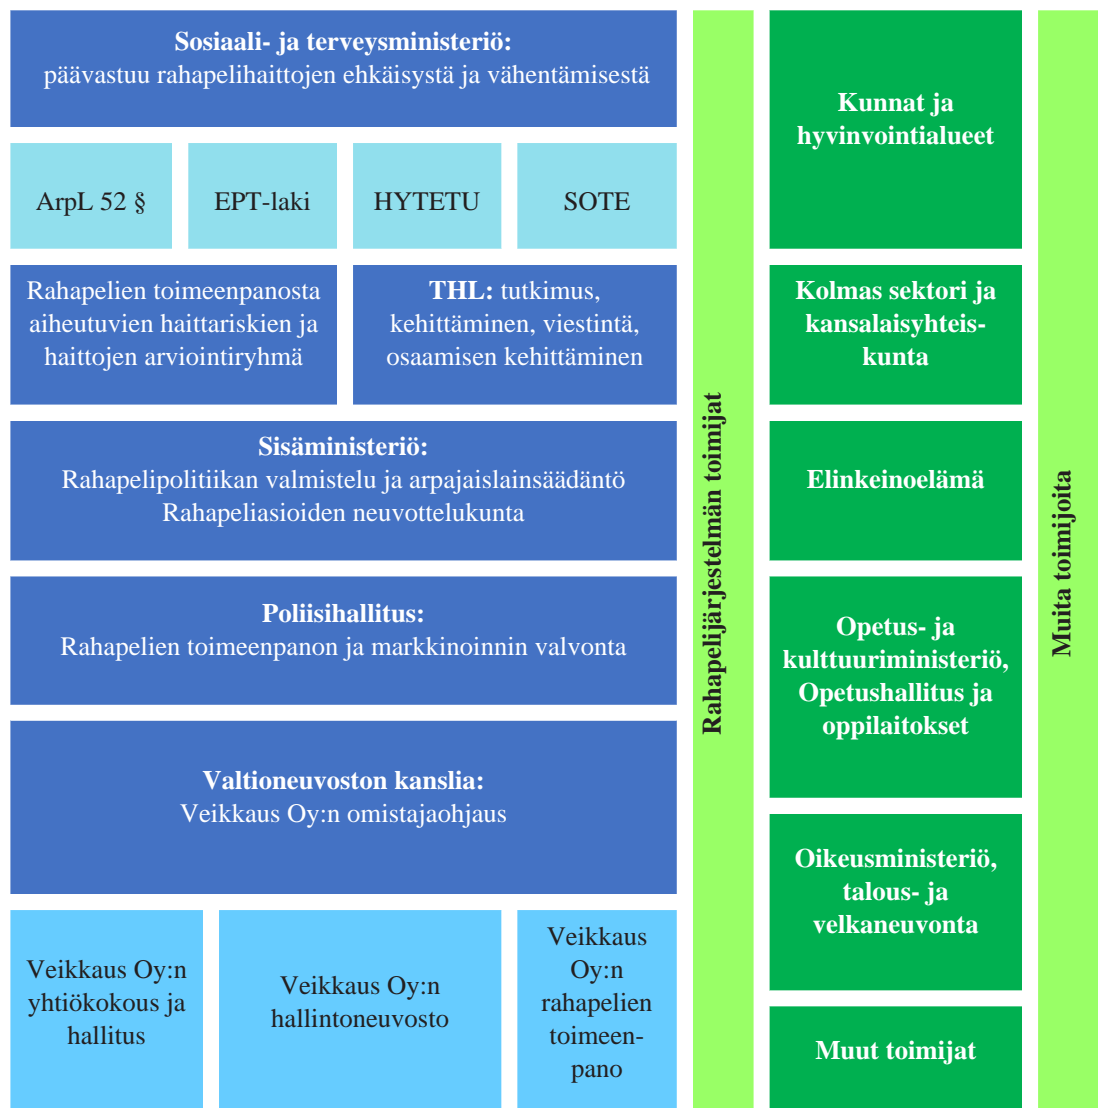 Sosiaali- ja terveysministeriö:
päävastuu rahapelihaittojen ehkäisystä ja vähentämisestä
ArpL 52 §
EPT-laki
HYTETU
SOTE
Rahapelien toimeenpanosta
aiheutuvien haittariskien ja
haittojen arviointiryhmä
THL: tutkimus,
kehittäminen, viestintä,
osaamisen kehittäminen
Sisäministeriö:
Rahapelipolitiikan valmistelu ja arpajaislainsäädäntö
Rahapeliasioiden neuvottelukunta
Poliisihallitus:
Rahapelien toimeenpanon ja markkinoinnin valvonta
Valtioneuvoston kanslia:
Veikkaus Oy:n omistajaohjaus
Veikkaus Oy:n
yhtiökokous ja
hallitus
Veikkaus Oy:n
hallintoneuvosto
Veikkaus
Oy:n
rahapelien
toimeen-
pano
Rahapelijärjestelmän toimijat
Kunnat ja
hyvinvointialueet
Kolmas sektori ja
kansalaisyhteis-
kunta
Elinkeinoelämä
Opetus- ja
kulttuuriministeriö,
Opetushallitus ja
oppilaitokset
Oikeusministeriö,
talous- ja
velkaneuvonta
Muut toimijat
Muita toimijoita